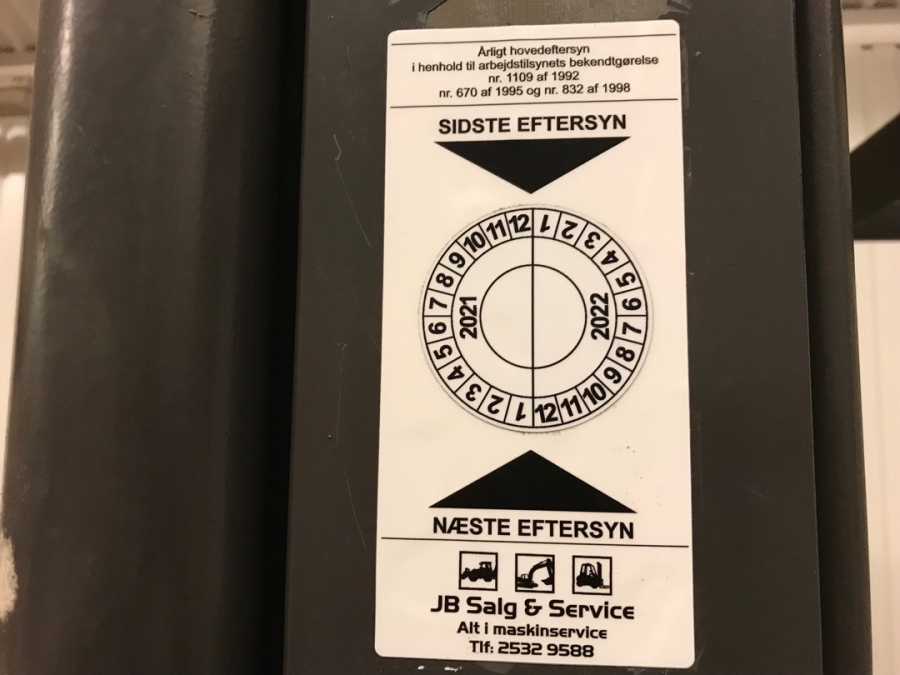 Årligt hovedeftersyn
i henhold til arbejdstilsynets bekendtgørelse
nr. 1109 af 1992
nr. 670 af 1995 og nr. 832 af 1998
SIDSTE EFTERSYN
1 2 3 4 5 6 7 8 9 10 11 12
2021
2022
1 2 3 4 5 6 7 8 9 10 11 12
NÆSTE EFTERSYN
JB Salg & Service
Alt i maskinservice
Tlf: 2532 9588